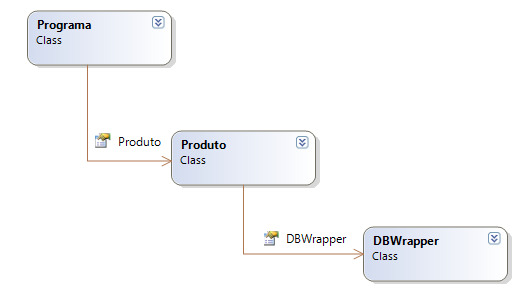 Programa
Class
Produto
Produto
Class
DBWrapper
DBWrapper
Class